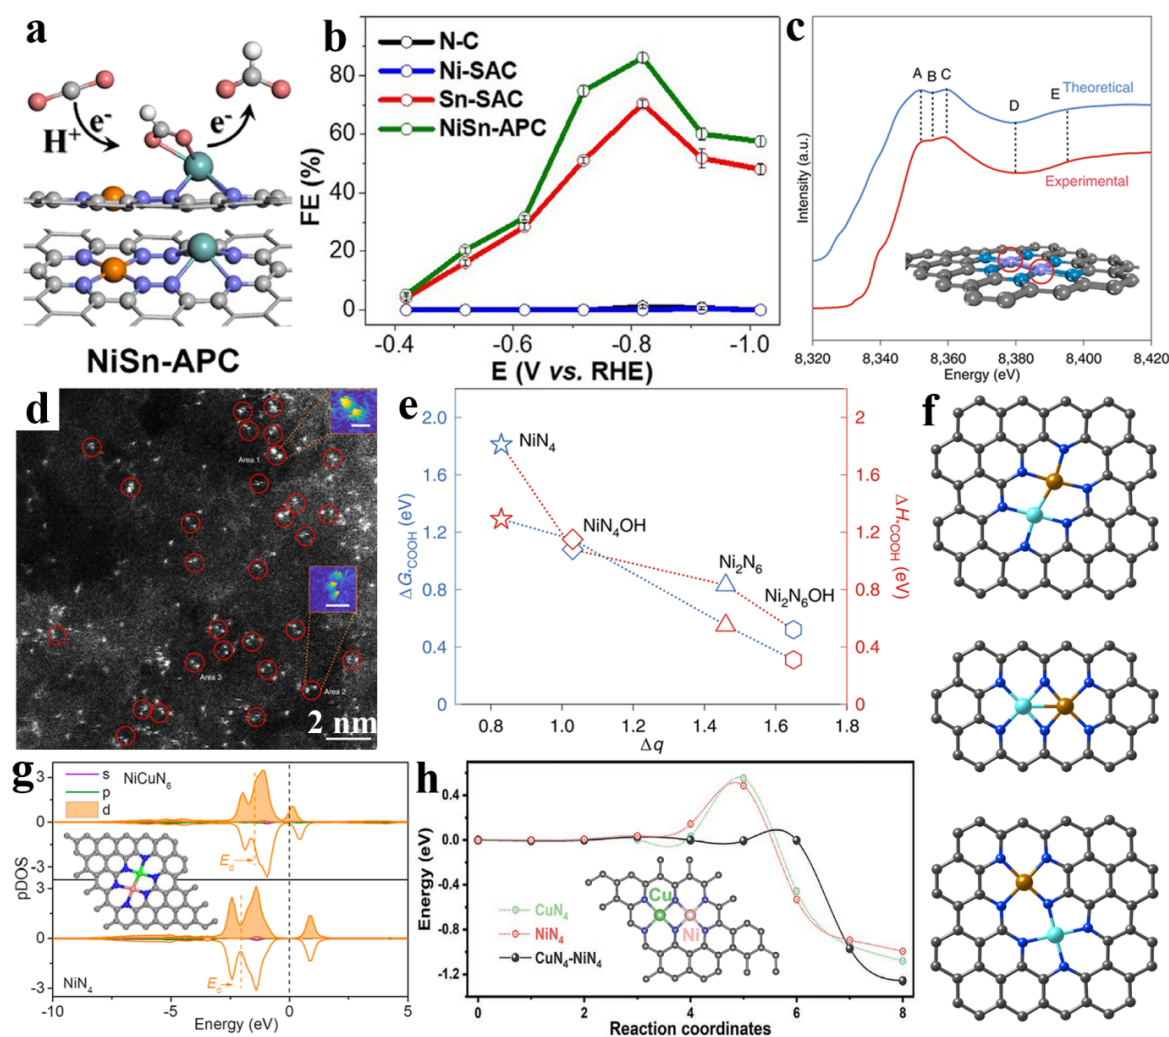 a
H⁺
e⁻
e⁻
NiSn-APC
b
N-C
Ni-SAC
Sn-SAC
NiSn-APC
FE (%)
80
60
40
20
0
-0.4 -0.6 -0.8 -1.0
E (V vs. RHE)
c
A B C
D
E
Theoretical
Experimental
Intensity (a.u.)
8,320 8,340 8,360 8,380 8,400 8,420
Energy (eV)
d
Area 1
Area 3
Area 2
2 nm
e
2.0
1.6
1.2
0.8
0.4
0
ΔG*COOH (eV)
NiN₄
NiN₄OH
Ni₂N₆
Ni₂N₆OH
2
1.6
1.2
0.8
0.4
0
ΔH*COOH (eV)
0.8 1.0 1.2 1.4 1.6 1.8
Δq
f
g
s
p
d
NiCuN₆
3
0
-3
Ed
pDOS
3
0
-3
Ed
NiN₄
-10 -5 0 5
Energy (eV)
h
Energy (eV)
0.6
0.0
-0.6
-1.2
Cu
Ni
CuN₄
NiN₄
CuN₄-NiN₄
0 2 4 6 8
Reaction coordinates